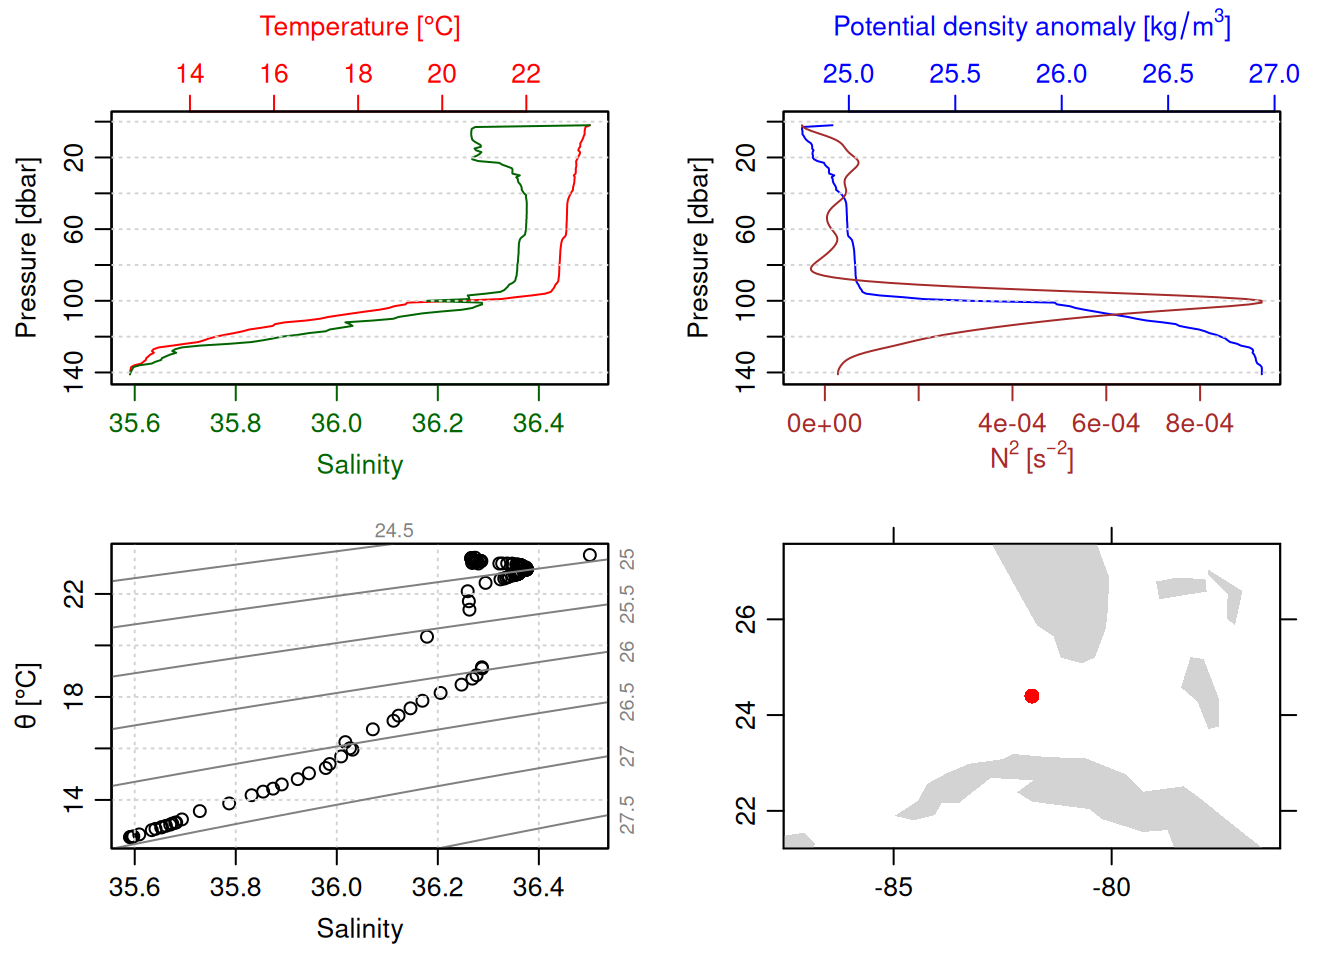 Temperature [°C]
14 16 18 20 22
Pressure [dbar]
20
60
100
140
35.6 35.8 36.0 36.2 36.4
Salinity
Potential density anomaly [kg/m³]
25.0 25.5 26.0 26.5 27.0
Pressure [dbar]
20
60
100
140
0e+00 4e-04 6e-04 8e-04
N² [s⁻²]
24.5
25
25.5
26
26.5
27
27.5
θ [°C]
22
18
14
35.6 35.8 36.0 36.2 36.4
Salinity
26
24
22
-85 -80